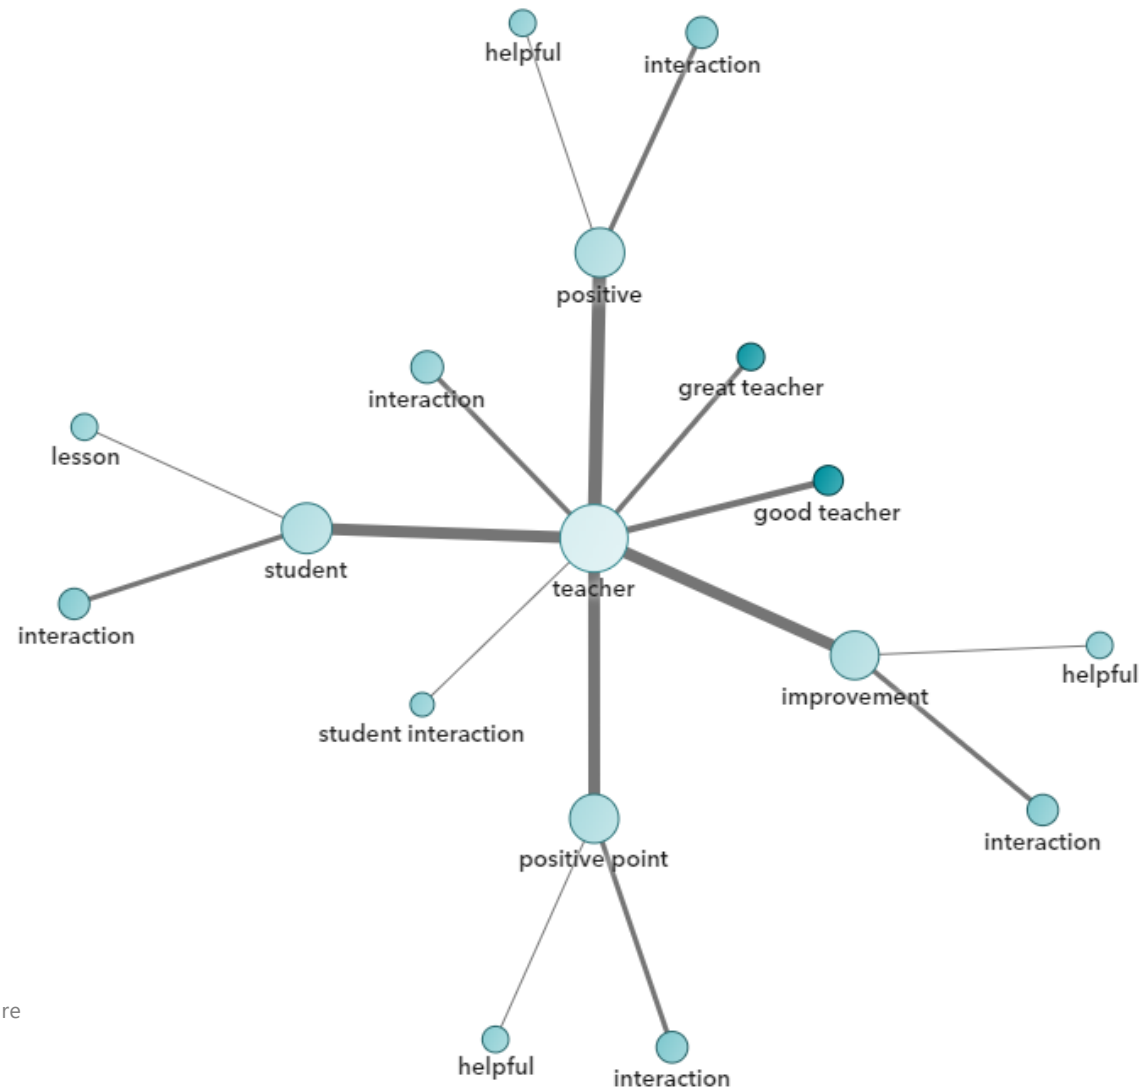 helpful
interaction
positive
great teacher
interaction
lesson
good teacher
student
teacher
interaction
helpful
improvement
student interaction
interaction
positive point
re
helpful
interaction